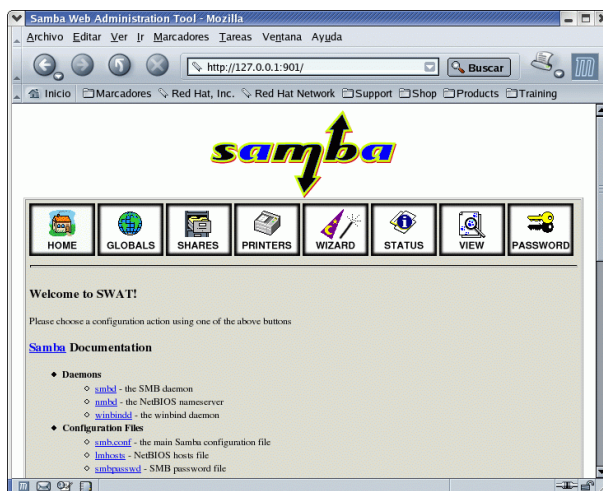 Samba Web Administration Tool - Mozilla
Archivo Editar Ver Ir Marcadores Tareas Ventana Ayuda
http://127.0.0.1:901/ Buscar
Inicio Marcadores Red Hat, Inc. Red Hat Network Support Shop Products Training
samba
HOME GLOBALS SHARES PRINTERS WIZARD STATUS VIEW PASSWORD
Welcome to SWAT!
Please choose a configuration action using one of the above buttons
Samba Documentation
Daemons
smbd - the SMB daemon
nmbd - the NetBIOS nameserver
winbindd - the winbind daemon
Configuration Files
smb.conf - the main Samba configuration file
lmhosts - NetBIOS hosts file
smbpasswd - SMB password file